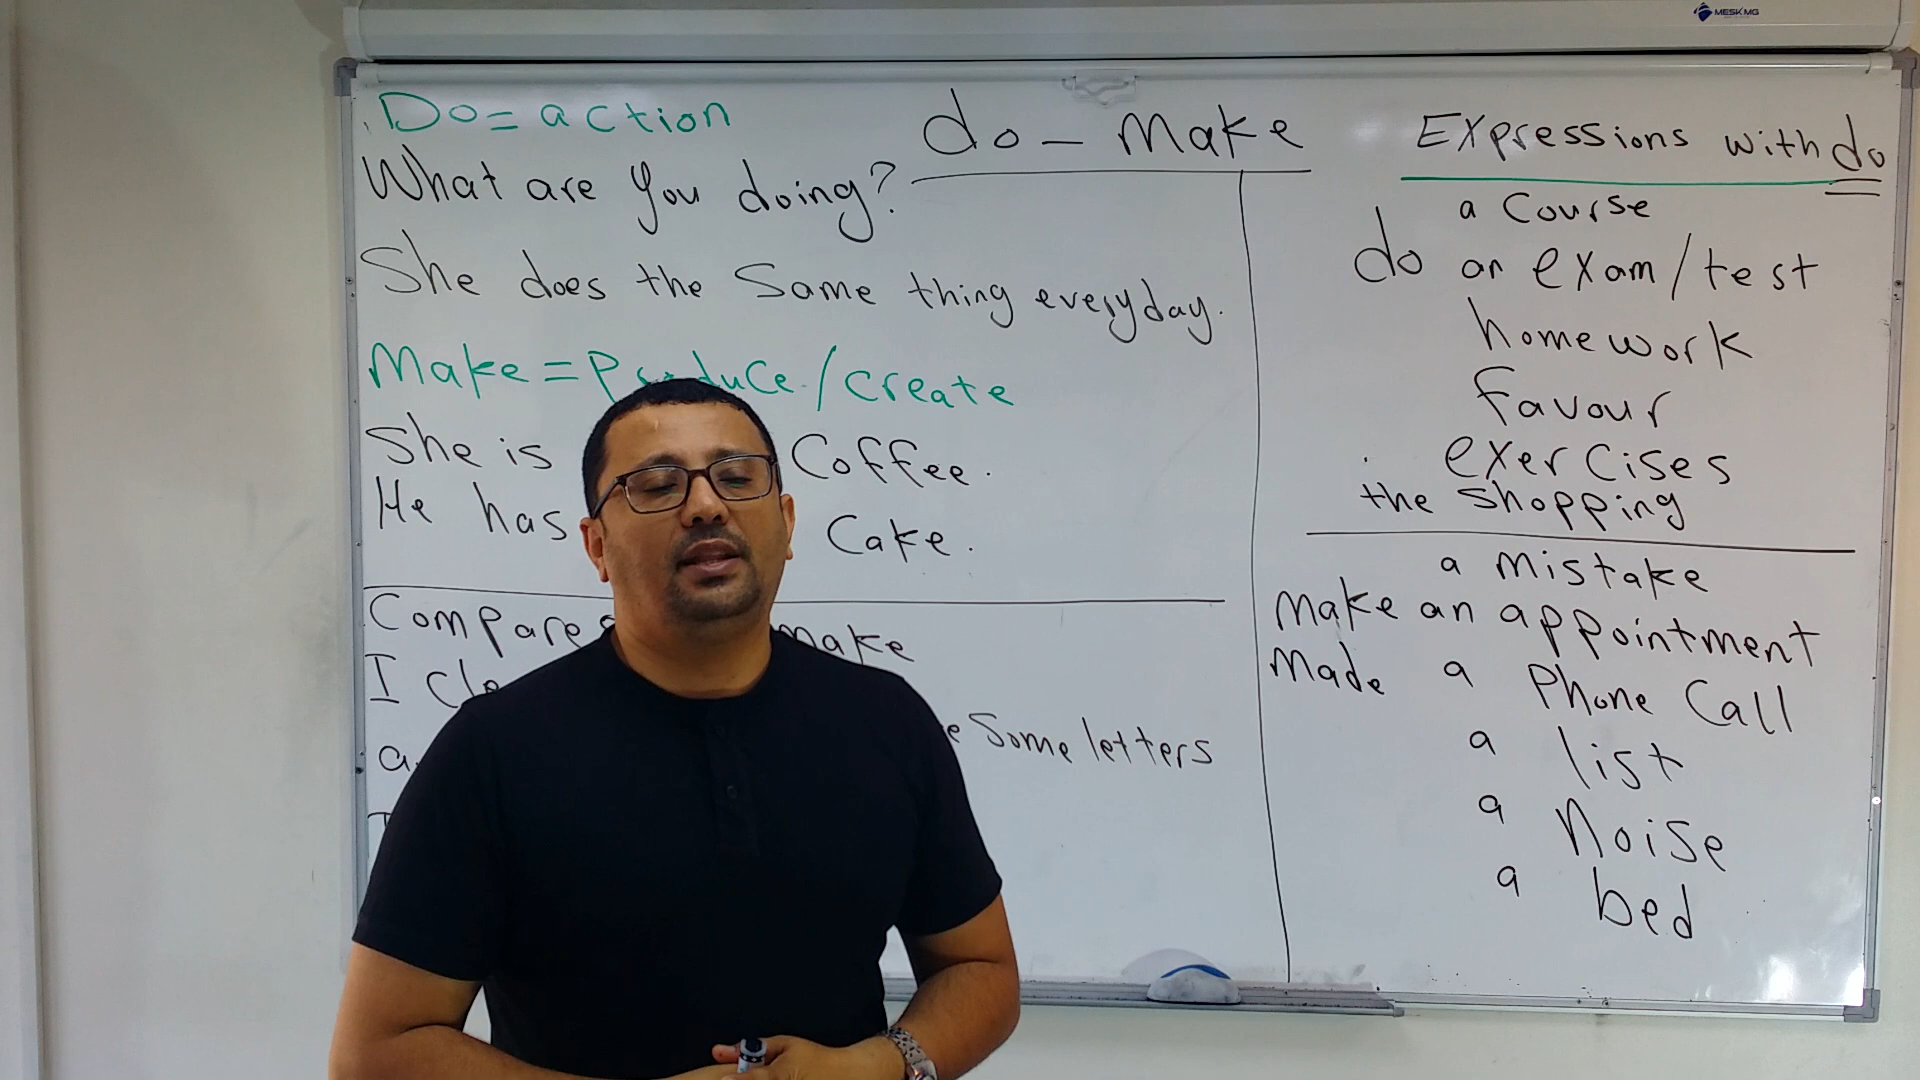 MESK MG
do - Make
Do = action
What are you doing?
She does the Same thing everyday.
Make = Produce / create
She is Coffee.
He has Cake.
Compare make
I
Some letters
Expressions with do
a Course
do an exam/test
homework
favour
exercises
the shopping
a mistake
Make an appointment
Made a Phone Call
a list
a Noise
a bed